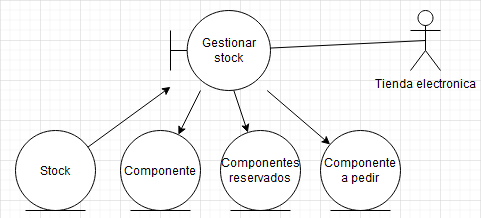 Gestionar
stock
Tienda electronica
Stock
Componente
Componentes
reservados
Componente
a pedir